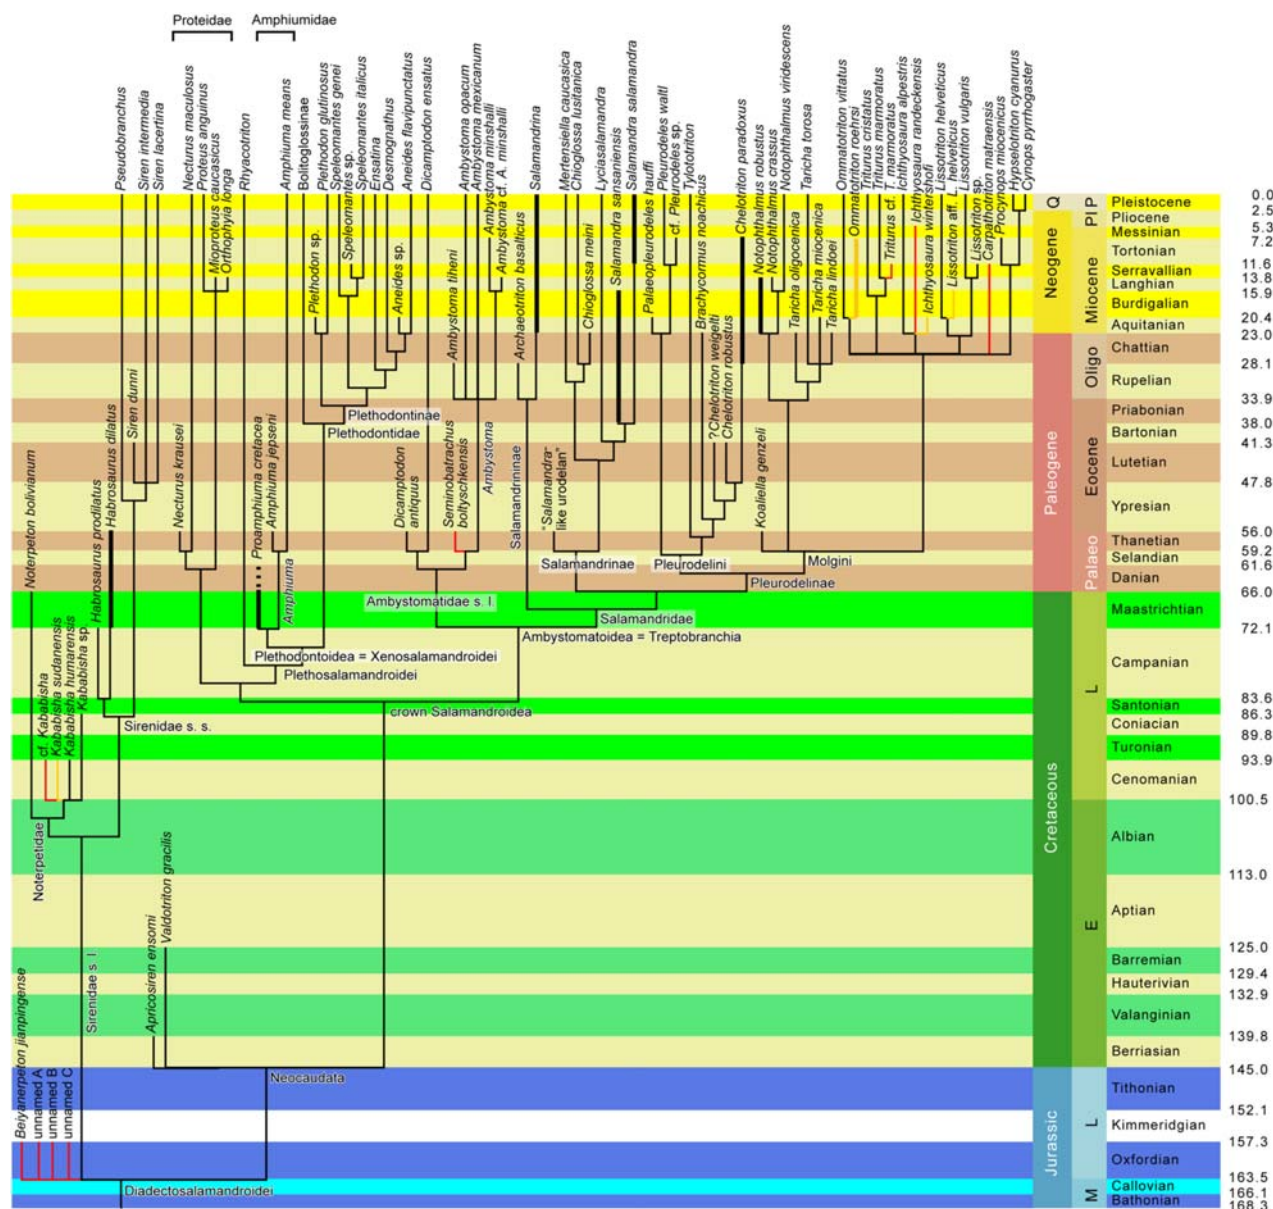 Proteidae
Amphiumidae
Pseudobranchus
Siren intermedia
Siren lacertina
Necturus maculosus
Proteus anguinus
Mioproteus caucasicus
Orthophyia longa
Rhyacotriton
Amphiuma means
Bolitoglossinae
Plethodon sp.
Plethodon glutinosus
Speleomantes genei
Speleomantes sp.
Speleomantes italicus
Ensatina
Desmognathus
Aneides sp.
Aneides flavipunctatus
Dicamptodon ensatus
Ambystoma tiheni
Ambystoma opacum
Ambystoma mexicanum
Ambystoma minshalli
Ambystoma cf. A. minshalli
Archaeotriton basalticus
Salamandrina
Mertensiella caucasica
Chioglossa lusitanica
Chioglossa meini
Lyciasalamandra
Salamandra sansaniensis
Salamandra salamandra
Palaeopleurodeles hauffi
Pleurodeles waltl
cf. Pleurodeles sp.
Tylototriton
Brachycormus noachicus
?Chelotriton weigelti
Chelotriton robustus
Chelotriton paradoxus
Notophthalmus robustus
Notophthalmus crassus
Notophthalmus viridescens
Taricha oligocenica
Taricha torosa
Taricha miocenica
Taricha lindoei
Ommatotriton vittatus
Ommatotriton roehrsi
Triturus cristatus
Triturus marmoratus
Triturus cf. T. marmoratus
Ichthyosaura alpestris
Ichthyosaura randeckensis
Ichthyosaura wintershofi
Lissotriton helveticus
Lissotriton aff. L. helveticus
Lissotriton vulgaris
Lissotriton sp.
Carpathotriton matraensis
Procynops miocenicus
Hypselotriton cyanurus
Cynops pyrrhogaster
Noterpeton bolivianum
cf. Kababisha
Kababisha sudanensis
Kababisha humarensis
Kababisha sp.
Habrosaurus prodilatus
Habrosaurus dilatus
Siren dunni
Necturus krausei
Proamphiuma cretacea
Amphiuma jepseni
Amphiuma
Plethodontinae
Plethodontidae
Dicamptodon
antiquus
Seminobatrachus
boltyschkensis
Ambystoma
Salamandrininae
"Salamandra-
like urodelan"
Koaliella genzeli
Salamandrinae
Pleurodelini
Molgini
Pleurodelinae
Ambystomatidae s. l.
Salamandridae
Ambystomatoidea = Treptobranchia
Plethodontoidea = Xenosalamandroidei
Plethosalamandroidei
crown Salamandroidea
Sirenidae s. s.
Noterpetidae
Sirenidae s. l.
Apricosiren ensomi
Valdotriton gracilis
Beiyanerpeton jianpingense
unnamed A
unnamed B
unnamed C
Neocaudata
Diadectosalamandroidei
Q
Neogene
Paleogene
Cretaceous
Jurassic
P
Pl
Miocene
Oligo
Eocene
Palaeo
L
E
L
M
Pleistocene
Pliocene
Messinian
Tortonian
Serravallian
Langhian
Burdigalian
Aquitanian
Chattian
Rupelian
Priabonian
Bartonian
Lutetian
Ypresian
Thanetian
Selandian
Danian
Maastrichtian
Campanian
Santonian
Coniacian
Turonian
Cenomanian
Albian
Aptian
Barremian
Hauterivian
Valanginian
Berriasian
Tithonian
Kimmeridgian
Oxfordian
Callovian
Bathonian
0.0
2.5
5.3
7.2
11.6
13.8
15.9
20.4
23.0
28.1
33.9
38.0
41.3
47.8
56.0
59.2
61.6
66.0
72.1
83.6
86.3
89.8
93.9
100.5
113.0
125.0
129.4
132.9
139.8
145.0
152.1
157.3
163.5
166.1
168.3